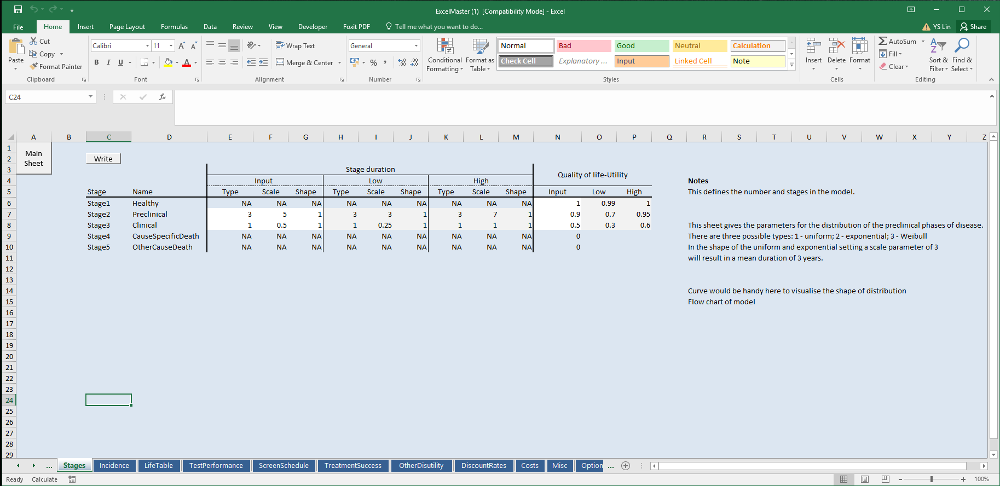 ExcelMaster (1) [Compatibility Mode] - Excel
File Home Insert Page Layout Formulas Data Review View Developer Foxit PDF Tell me what you want to do... YS Lin Share
Paste Cut Copy Format Painter Clipboard
Calibri 11 B I U A A A Font
Wrap Text Merge & Center Alignment
General % , Number
Conditional Formatting Format as Table
Normal Bad Good Neutral Calculation
Check Cell Explanatory ... Input Linked Cell Note
Styles
Insert Delete Format Cells
AutoSum Fill Clear Sort & Filter Find & Select Editing
C24 fx
A B C D E F G H I J K L M N O P Q R S T U V W X Y Z
1 Main Sheet
2 Write
3 Stage duration Quality of life-Utility
4 Input Low High Notes
5 Stage Name Type Scale Shape Type Scale Shape Type Scale Shape Input Low High This defines the number and stages in the model.
6 Stage1 Healthy NA NA NA NA NA NA NA NA NA 1 0.99 1
7 Stage2 Preclinical 3 5 1 3 3 1 3 7 1 0.9 0.7 0.95
8 Stage3 Clinical 1 0.5 1 1 0.25 1 1 1 1 0.5 0.3 0.6 This sheet gives the parameters for the distribution of the preclinical phases of disease.
9 Stage4 CauseSpecificDeath NA NA NA NA NA NA NA NA NA 0 There are three possible types: 1 - uniform; 2 - exponential; 3 - Weibull
10 Stage5 OtherCauseDeath NA NA NA NA NA NA NA NA NA 0 In the shape of the uniform and exponential setting a scale parameter of 3
11 will result in a mean duration of 3 years.
12
13
14 Curve would be handy here to visualise the shape of distribution
15 Flow chart of model
16
17
18
19
20
21
22
23
24
25
26
27
28
29
... Stages Incidence LifeTable TestPerformance ScreenSchedule TreatmentSuccess OtherDisutility DiscountRates Costs Misc Option ...
Ready Calculate 100%